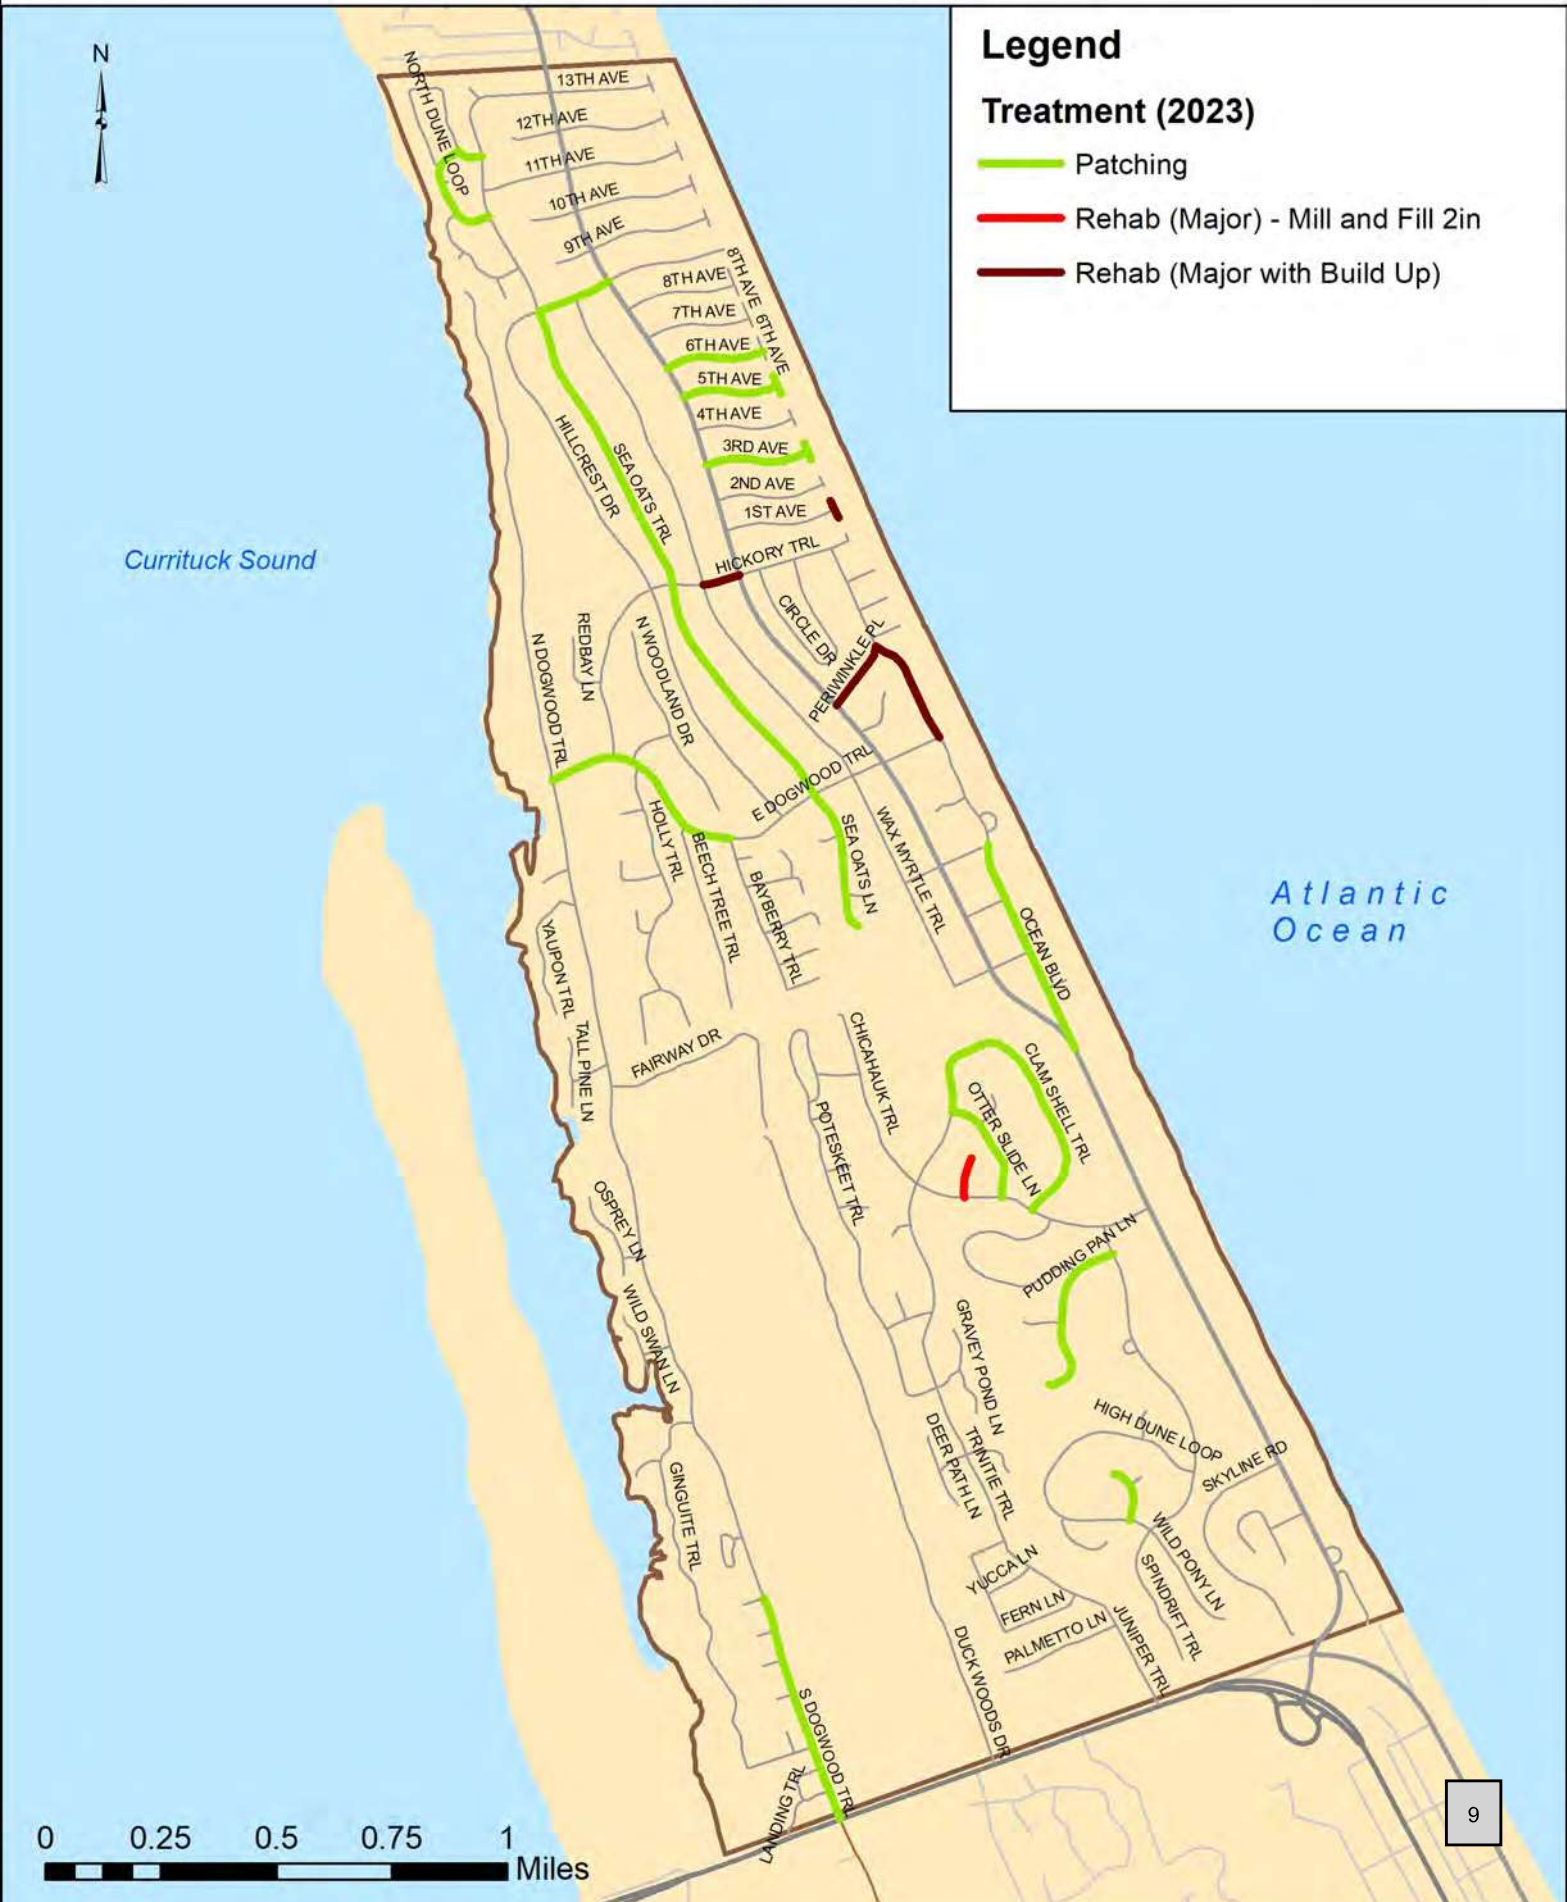 N
Legend
Treatment (2023)
Patching
Rehab (Major) - Mill and Fill 2in
Rehab (Major with Build Up)
NORTH DUNE LOOP
13TH AVE
12TH AVE
11TH AVE
10TH AVE
9TH AVE
8TH AVE
8TH AVE
7TH AVE
6TH AVE
6TH AVE
5TH AVE
4TH AVE
3RD AVE
2ND AVE
1ST AVE
HICKORY TRL
HILLCREST DR
SEA OATS TRL
Currituck Sound
CIRCLE DR
PERIWINKLE PL
REDBAY LN
N WOODLAND DR
N DOGWOOD TRL
E DOGWOOD TRL
HOLLY TRL
BEECH TREE TRL
BAYBERRY TRL
SEA OATS LN
WAX MYRTLE TRL
OCEAN BLVD
Atlantic
Ocean
YAUPON TRL
TALL PINE LN
FAIRWAY DR
CHICAHAUK TRL
POTESKEET TRL
CLAM SHELL TRL
OTTER SLIDE LN
OSPREY LN
WILD SWAN LN
PUDDING PAN LN
GRAVEY POND LN
DEER PATH LN
TRINITIE TRL
HIGH DUNE LOOP
SKYLINE RD
GINGUITE TRL
WILD PONY LN
SPINDRIFT TRL
YUCCA LN
FERN LN
PALMETTO LN
JUNIPER TRL
DUCK WOODS DR
S DOGWOOD TRL
LANDING TRL
0 0.25 0.5 0.75 1
Miles
9